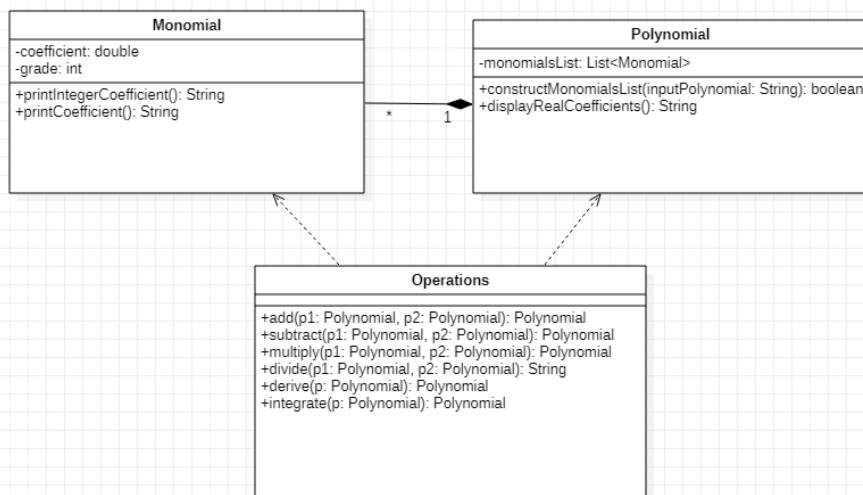 Monomial
-coefficient: double
-grade: int
+printIntegerCoefficient(): String
+printCoefficient(): String
*
1
Polynomial
-monomialsList: List<Monomial>
+constructMonomialsList(inputPolynomial: String): boolean
+displayRealCoefficients(): String
Operations
+add(p1: Polynomial, p2: Polynomial): Polynomial
+subtract(p1: Polynomial, p2: Polynomial): Polynomial
+multiply(p1: Polynomial, p2: Polynomial): Polynomial
+divide(p1: Polynomial, p2: Polynomial): String
+derive(p: Polynomial): Polynomial
+integrate(p: Polynomial): Polynomial